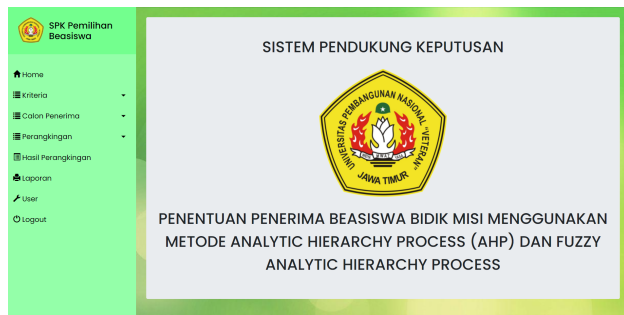 SPK Pemilihan
Beasiswa
Home
Kriteria
Calon Penerima
Perangkingan
Hasil Perangkingan
Laporan
User
Logout
SISTEM PENDUKUNG KEPUTUSAN
UNIVERSITAS PEMBANGUNAN NASIONAL "VETERAN"
JAWA TIMUR
PENENTUAN PENERIMA BEASISWA BIDIK MISI MENGGUNAKAN
METODE ANALYTIC HIERARCHY PROCESS (AHP) DAN FUZZY
ANALYTIC HIERARCHY PROCESS